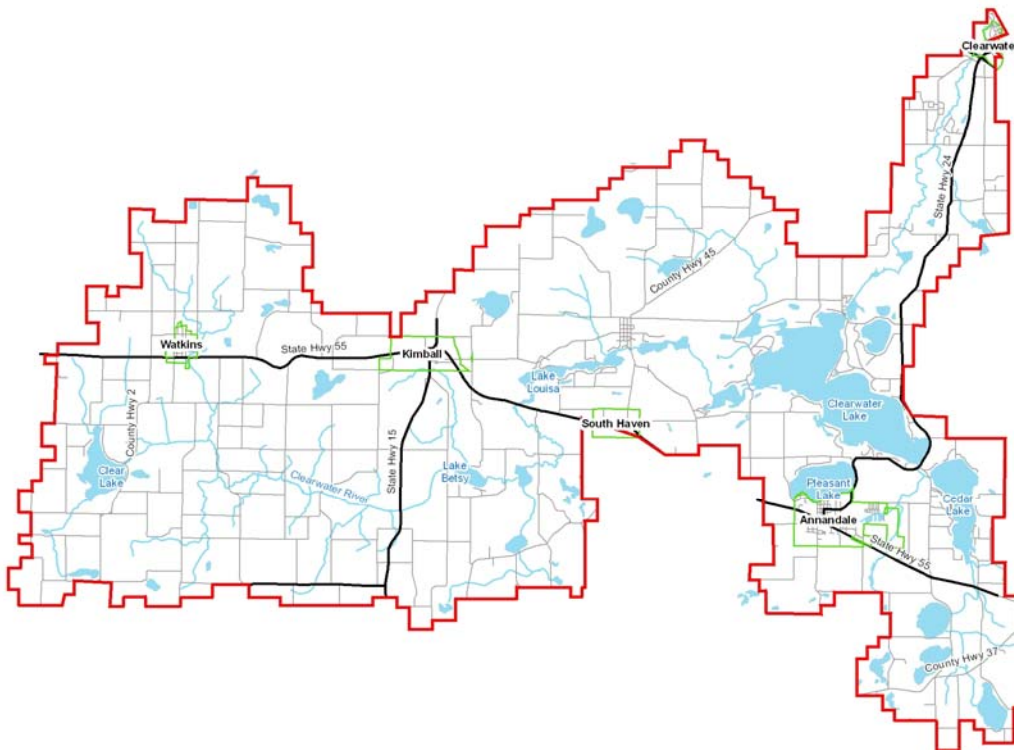 Clearwate
State Hwy 24
County Hwy 45
Watkins
State Hwy 55
Kimball
Lake
Louisa
South Haven
Clearwater
Lake
County Hwy 2
State Hwy 15
Clear
Lake
Clearwater River
Lake
Betsy
Pleasant
Lake
Cedar
Lake
Annandale
State Hwy 55
County Hwy 37